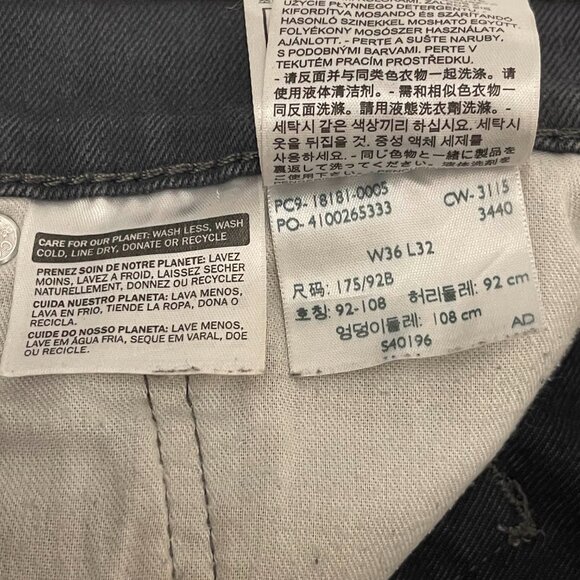 UŻYCIE PŁYNNEGO DETERGENTU.
KIFORDÍTVA MOSANDÓ ÉS SZÁRÍTANDÓ
HASONLÓ SZÍNEKKEL MOSHATÓ EGYÜTT.
FOLYÉKONY MOSÓSZER HASZNÁLATA
AJÁNLOTT. - PERTE A SUŠTE NARUBY,
S PODOBNÝMI BARVAMI. PERTE V
TEKUTÉM PRACÍM PROSTŘEDKU.
- 请反面并与同类色衣物一起洗涤。请
使用液体清洁剂。- 需和相似色衣物一
同反面洗滌。請用液態洗衣劑洗滌。-
세탁시 같은 색상끼리 하십시요. 세탁시
옷을 뒤집을 것. 중성 액체 세제를
사용하세요. - 同じ色物と一緒に製品を
裏返して
CARE FOR OUR PLANET: WASH LESS, WASH
COLD, LINE DRY, DONATE OR RECYCLE
PRENEZ SOIN DE NOTRE PLANETE: LAVEZ
MOINS, LAVEZ A FROID, LAISSEZ SECHER
NATURELLEMENT, DONNEZ OU RECYCLEZ
CUIDA NUESTRO PLANETA: LAVA MENOS,
LAVA EN FRIO, TIENDE LA ROPA, DONA O
RECICLA.
CUIDE DO NOSSO PLANETA: LAVE MENOS,
LAVE EM ÁGUA FRIA, SEQUE EM VARAL, DOE
OU RECICLE.
PC9- 18181-0005 CW- 3115
PO- 4100265333 3440
W36 L32
尺码: 175/92B
호칭: 92-108 허리둘레: 92 cm
엉덩이둘레: 108 cm
S40196 AD